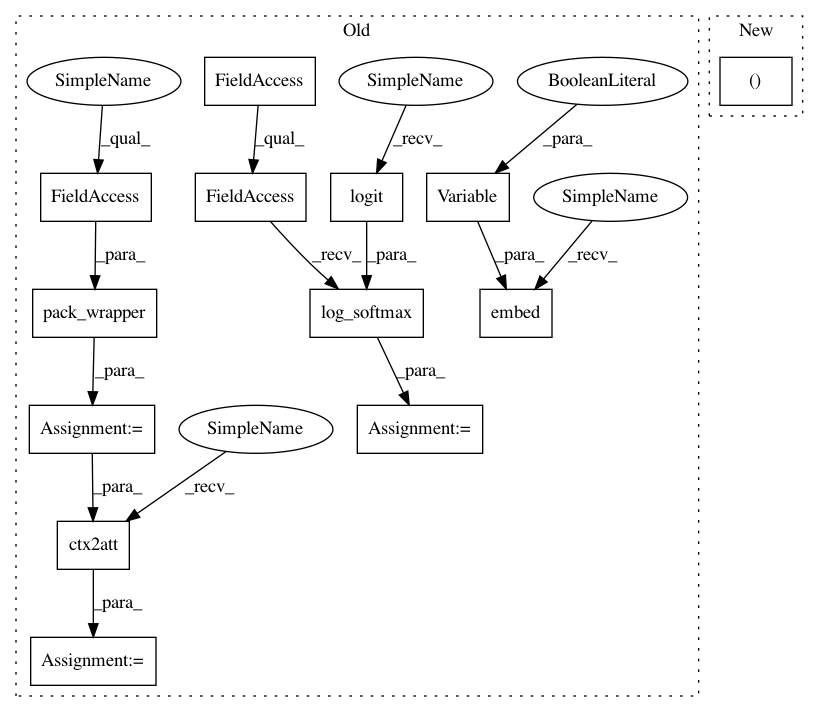 Old
New
SimpleName
FieldAccess
SimpleName
BooleanLiteral
()
_qual_
_qual_
_recv_
_para_
FieldAccess
FieldAccess
logit
Variable
SimpleName
_para_
_recv_
_para_
_para_
_recv_
pack_wrapper
log_softmax
embed
_para_
_para_
Assignment:=
SimpleName
Assignment:=
_para_
_recv_
ctx2att
_para_
Assignment:=